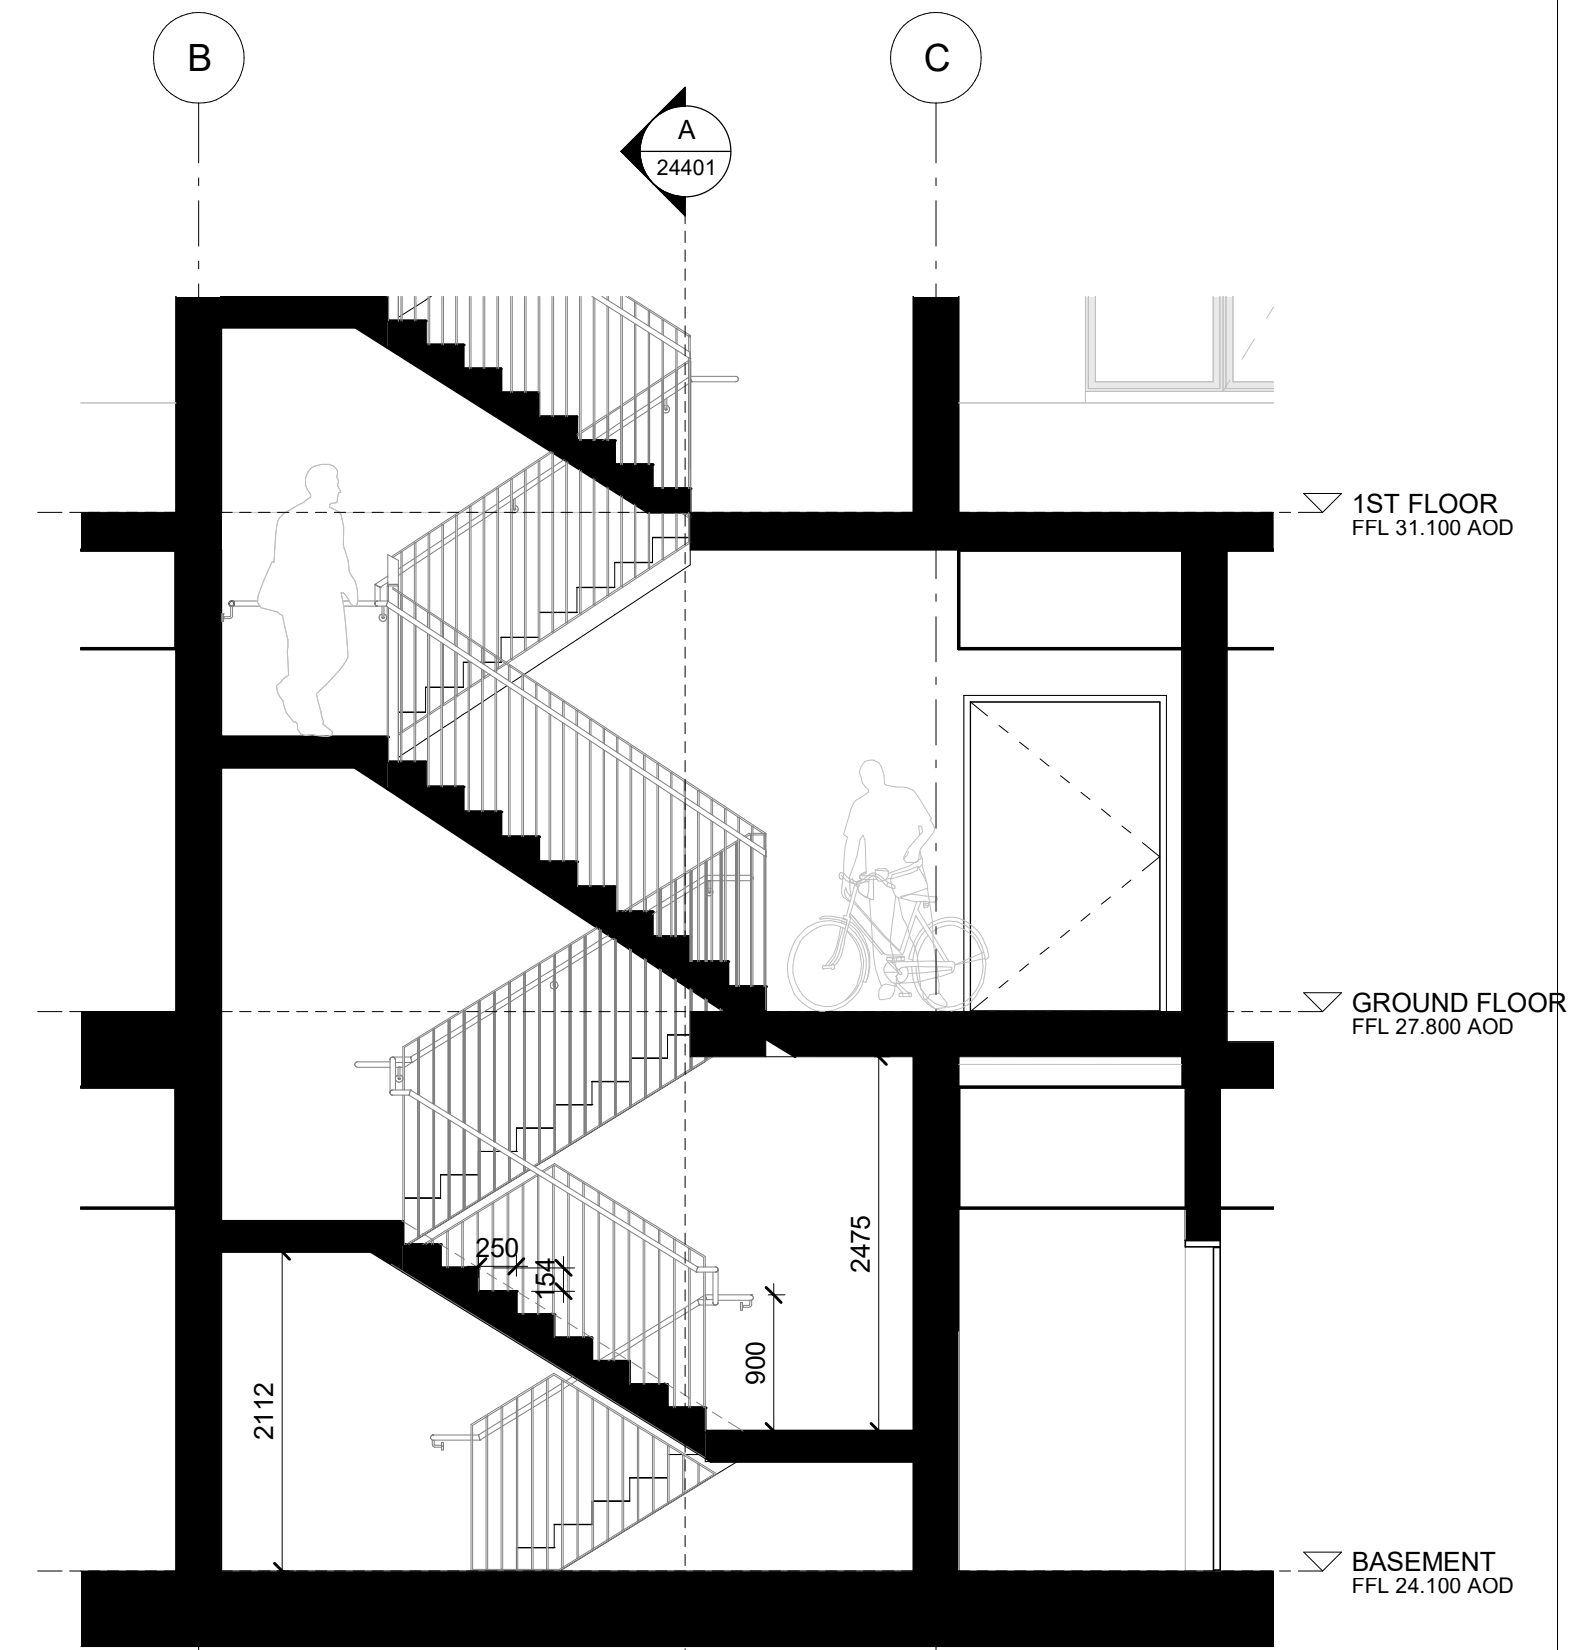 B
C
A
24401
1ST FLOOR
FFL 31.100 AOD
GROUND FLOOR
FFL 27.800 AOD
250
154
2475
900
2112
BASEMENT
FFL 24.100 AOD